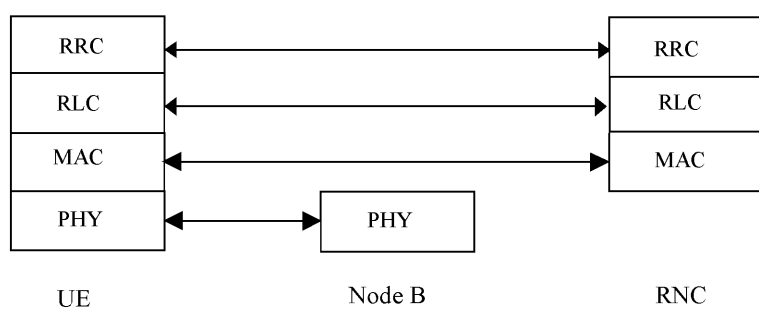 RRC RRC
RLC RLC
MAC MAC
PHY PHY
UE Node B RNC